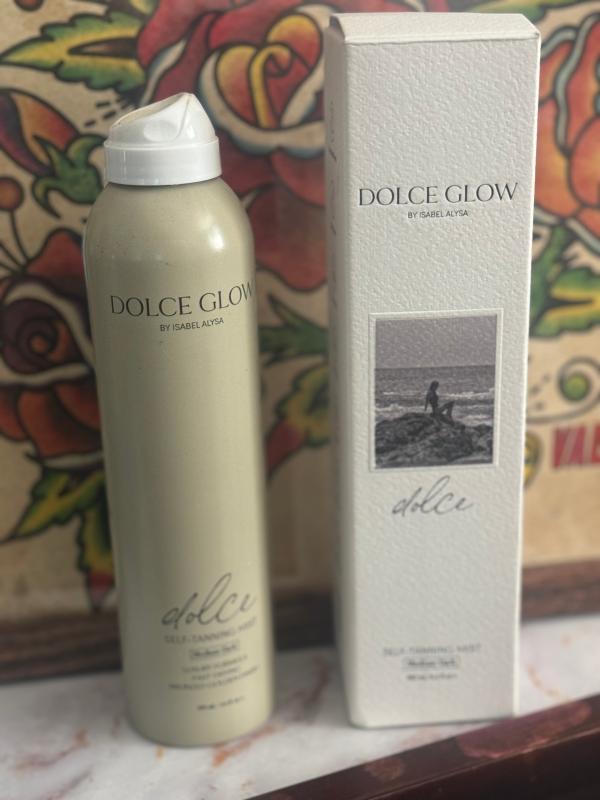 DOLCE GLOW
BY ISABEL ALYSA
dolce
SELF-TANNING MIST
Medium Dark
DOLCE GLOW
BY ISABEL ALYSA
dolce
SELF-TANNING MIST
Medium Dark